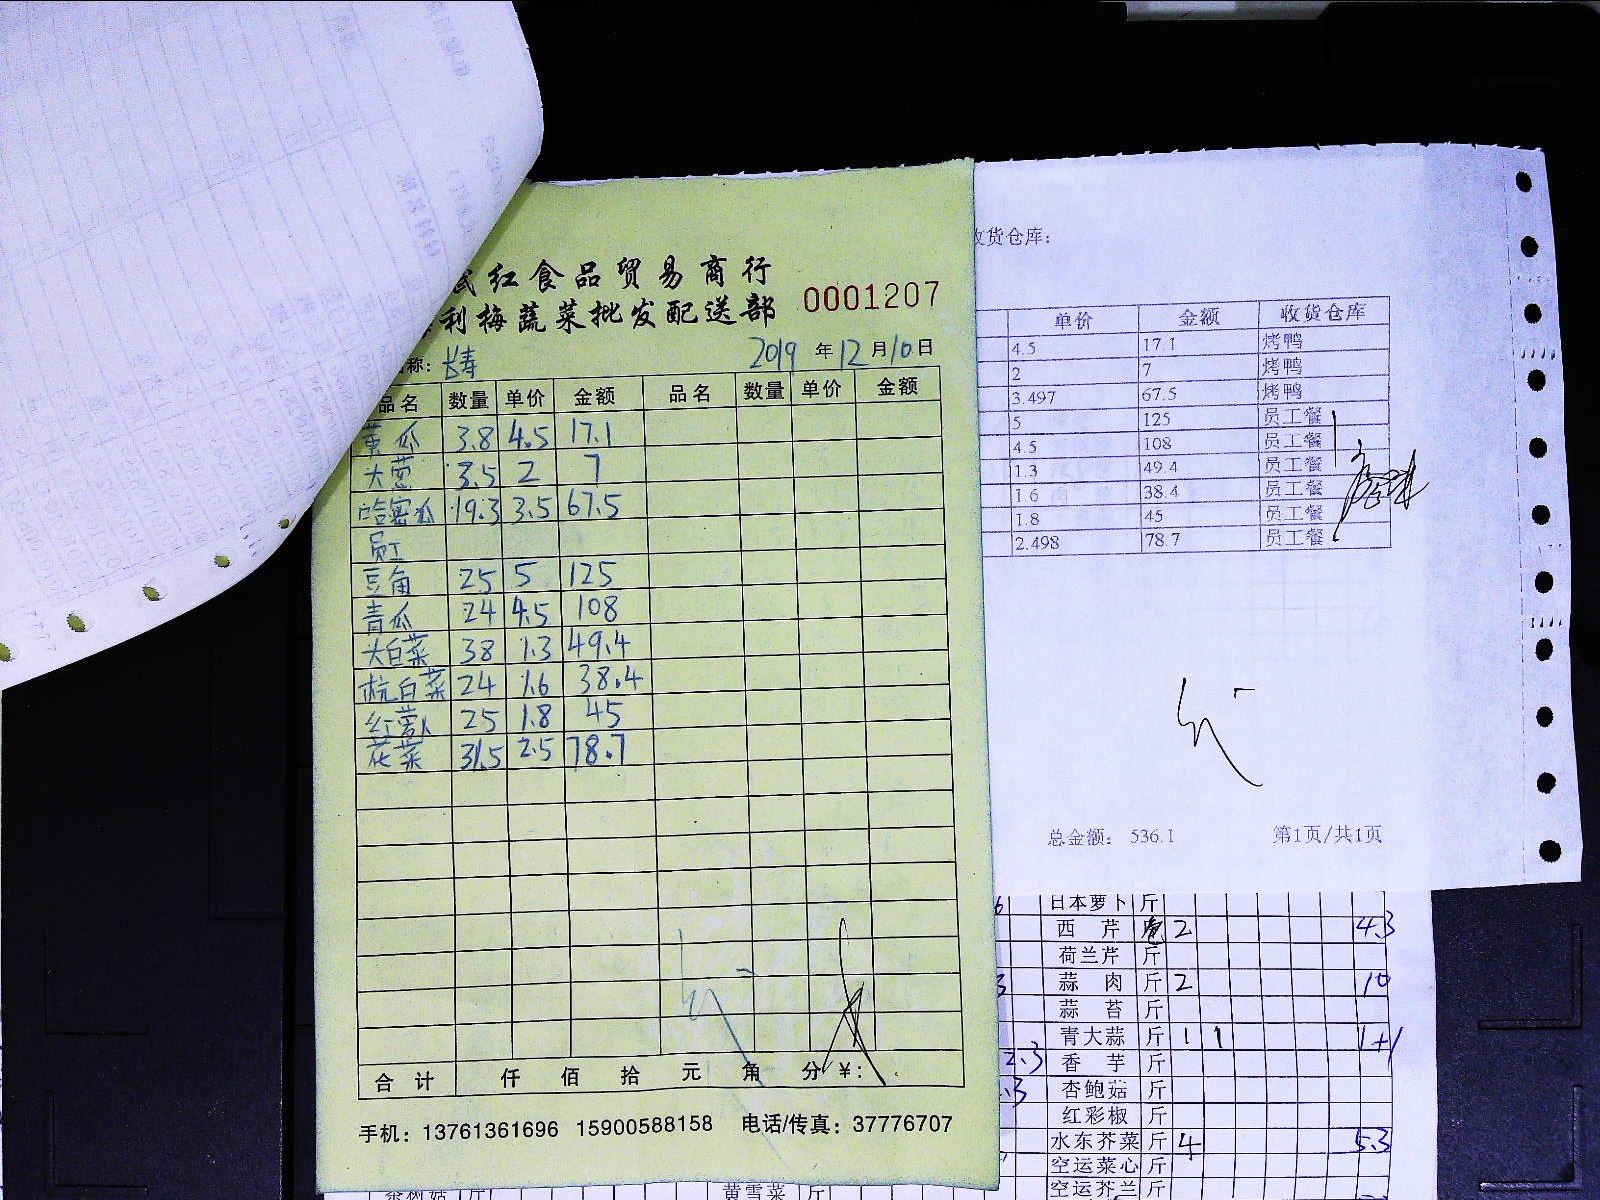 红食品贸易商行
利梅蔬菜批发配送部 0001207
称: 长寿 2019 年 12 月 10 日
品名 数量 单价 金额 品名 数量 单价 金额
黄瓜 3.8 4.5 17.1
大葱 3.5 2 7
哈密瓜 19.3 3.5 67.5
员工
豆角 25 5 125
青瓜 24 4.5 108
大白菜 38 1.3 49.4
杭白菜 24 1.6 38.4
红萝卜 25 1.8 45
花菜 31.5 2.5 78.7
合计 仟 佰 拾 元 角 分 ¥:
手机: 13761361696 15900588158 电话/传真: 37776707
收货仓库:
单价 金额 收货仓库
4.5 17.1 烤鸭
2 7 烤鸭
3.497 67.5 烤鸭
5 125 员工餐
4.5 108 员工餐
1.3 49.4 员工餐
1.6 38.4 员工餐
1.8 45 员工餐
2.498 78.7 员工餐
总金额: 536.1 第1页/共1页
日本萝卜 斤
西芹 2 4.3
荷兰芹 斤
蒜肉 斤 2 10
蒜苔 斤
青大蒜 斤 1 1 1+1
香芋 斤
杏鲍菇 斤
红彩椒 斤
水东芥菜 斤 4 5.3
空运菜心 斤
空运芥兰 斤
茶树菇 斤 黄雪菜 斤